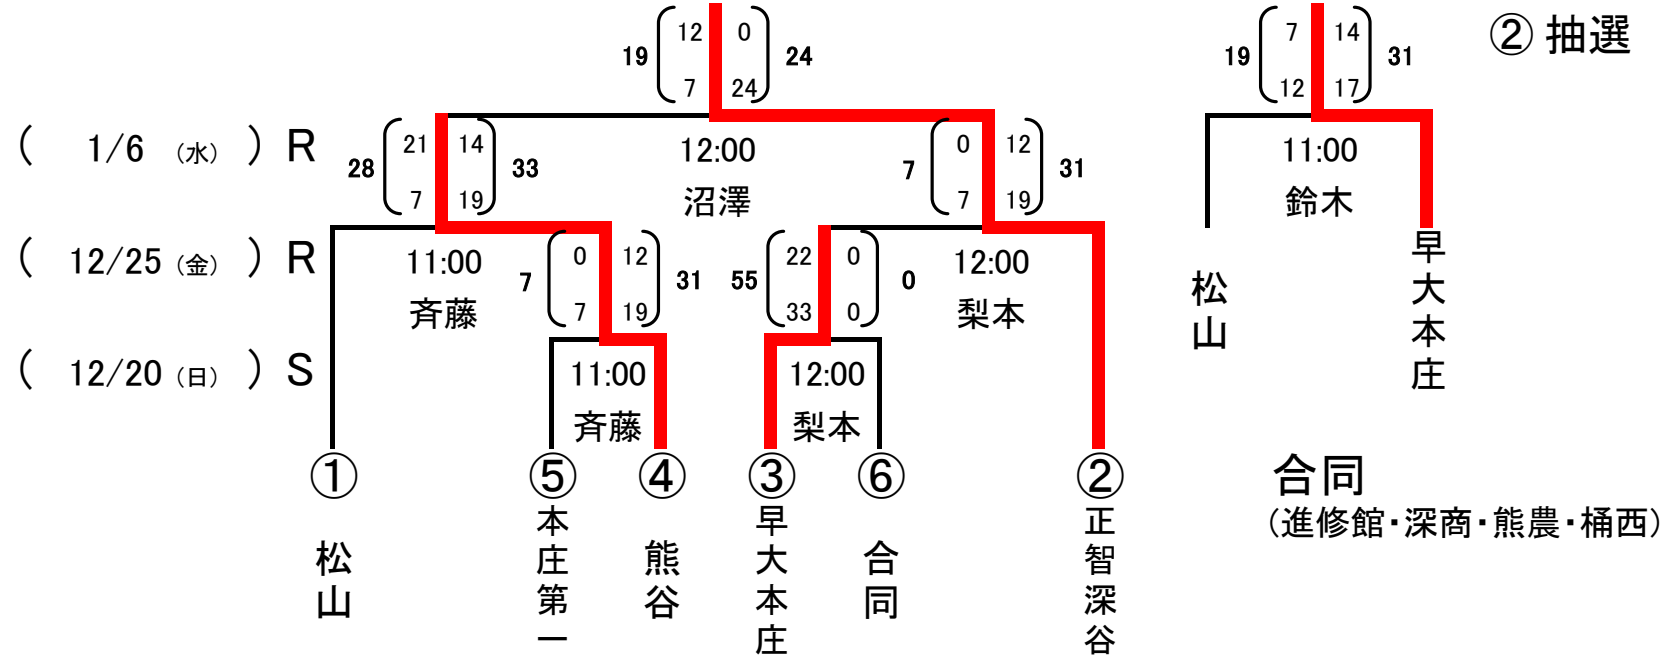 12 0 7 14 ② 抽選
19 24 19 31
7 24 12 17
( 1/6 (水) ) R 21 14 12:00 0 12 11:00
28 33 7 31
7 19 沼澤 7 19 鈴木
( 12/25 (金) ) R 11:00 0 12 22 0 12:00
7 31 55 0
斉藤 7 19 33 0 梨本
松山
早大本庄
( 12/20 (日) ) S 11:00 12:00
斉藤 梨本
① ⑤ ④ ③ ⑥ ②
松山
本庄第一
熊谷
早大本庄
合同
正智深谷
合同
(進修館・深商・熊農・桶西)